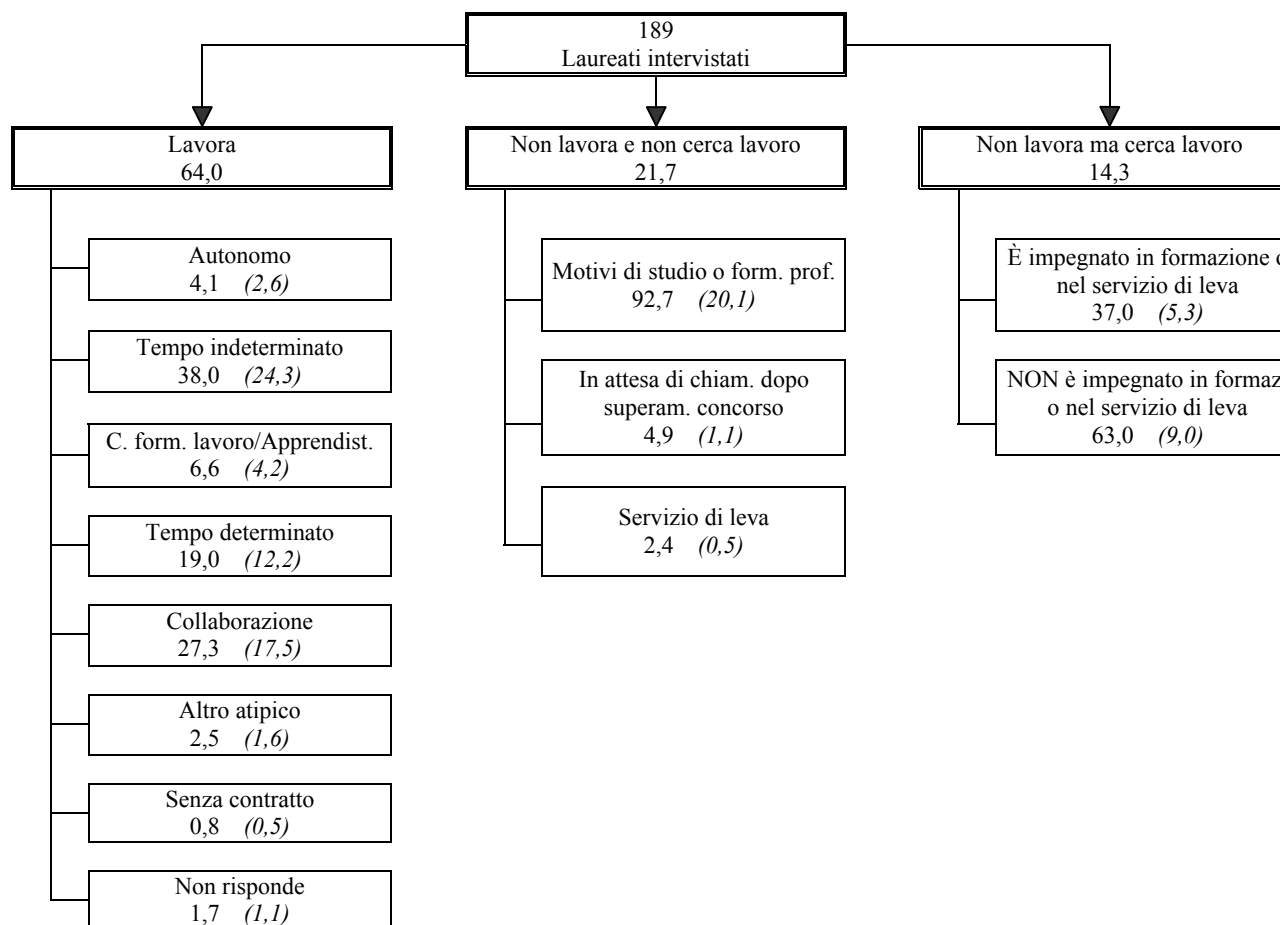 189
Laureati intervistati
Lavora
64,0
Autonomo
4,1 (2,6)
Tempo indeterminato
38,0 (24,3)
C. form. lavoro/Apprendist.
6,6 (4,2)
Tempo determinato
19,0 (12,2)
Collaborazione
27,3 (17,5)
Altro atipico
2,5 (1,6)
Senza contratto
0,8 (0,5)
Non risponde
1,7 (1,1)
Non lavora e non cerca lavoro
21,7
Motivi di studio o form. prof.
92,7 (20,1)
In attesa di chiam. dopo
superam. concorso
4,9 (1,1)
Servizio di leva
2,4 (0,5)
Non lavora ma cerca lavoro
14,3
È impegnato in formazione
nel servizio di leva
37,0 (5,3)
NON è impegnato in
o nel servizio di leva
63,0 (9,0)